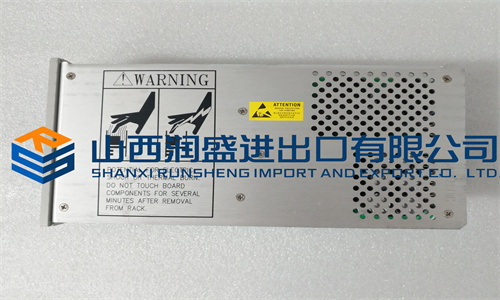 WARNING
ATTENTION
山西润盛进出口有限公司
SHANXI RUNSHENG IMPORT AND EXPORT CO.,LTD
DO NOT TOUCH BOARD
COMPONENTS FOR SEVERAL
MINUTES AFTER REMOVAL
FROM RACK.